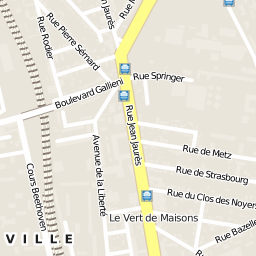 Rue Rodier
Rue Pierre Sémard
Rue Jean
Jaurès
Rue Springer
Boulevard Gallieni
Rue Jean Jaurès
Avenue de la Liberté
Rue de Metz
Rue de Strasbourg
Rue du Clos des Noyers
Cours Beethoven
Le Vert de Maisons
Rue Bazelle
VILLE